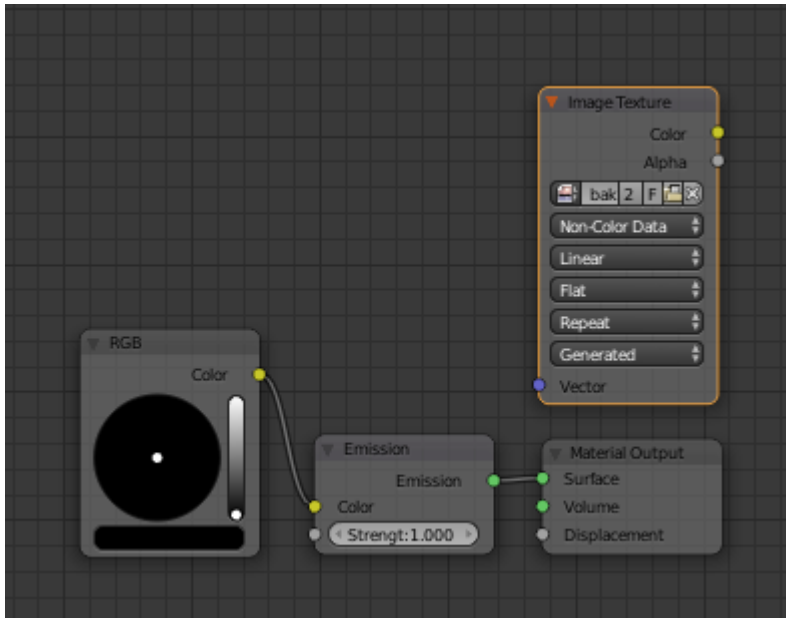 Image Texture
Color
Alpha
bak 2 F
Non-Color Data
Linear
Flat
Repeat
Generated
Vector
RGB
Color
Emission
Emission
Color
Strengt:1.000
Material Output
Surface
Volume
Displacement